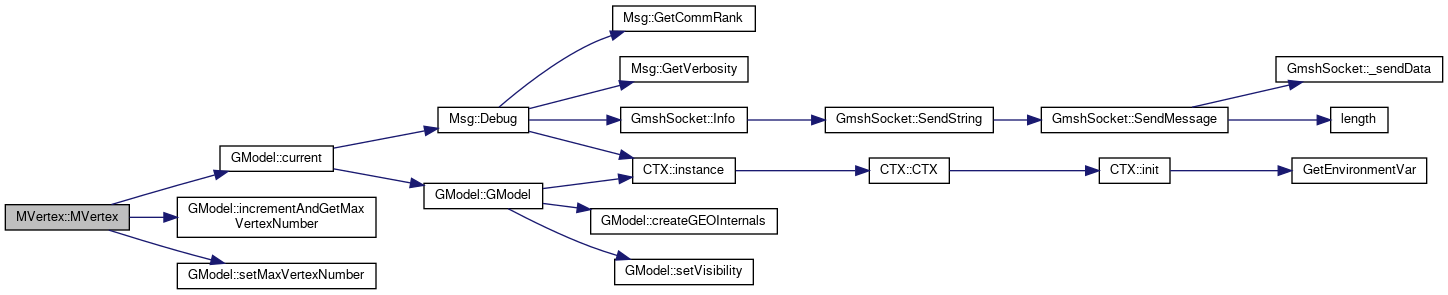 MVertex::MVertex
GModel::current
GModel::incrementAndGetMax
VertexNumber
GModel::setMaxVertexNumber
Msg::Debug
GModel::GModel
Msg::GetCommRank
Msg::GetVerbosity
GmshSocket::Info
CTX::instance
GModel::createGEOInternals
GModel::setVisibility
GmshSocket::SendString
CTX::CTX
GmshSocket::SendMessage
CTX::init
GmshSocket::_sendData
length
GetEnvironmentVar